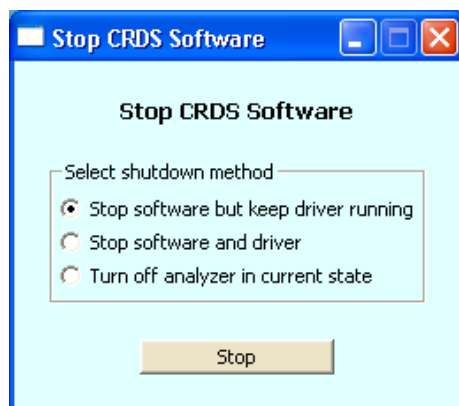 Stop CRDS Software
Stop CRDS Software
Select shutdown method
Stop software but keep driver running
Stop software and driver
Turn off analyzer in current state
Stop